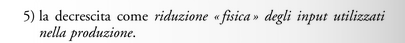 5) la decrescita come riduzione «fisica» degli input utilizzati
nella produzione.